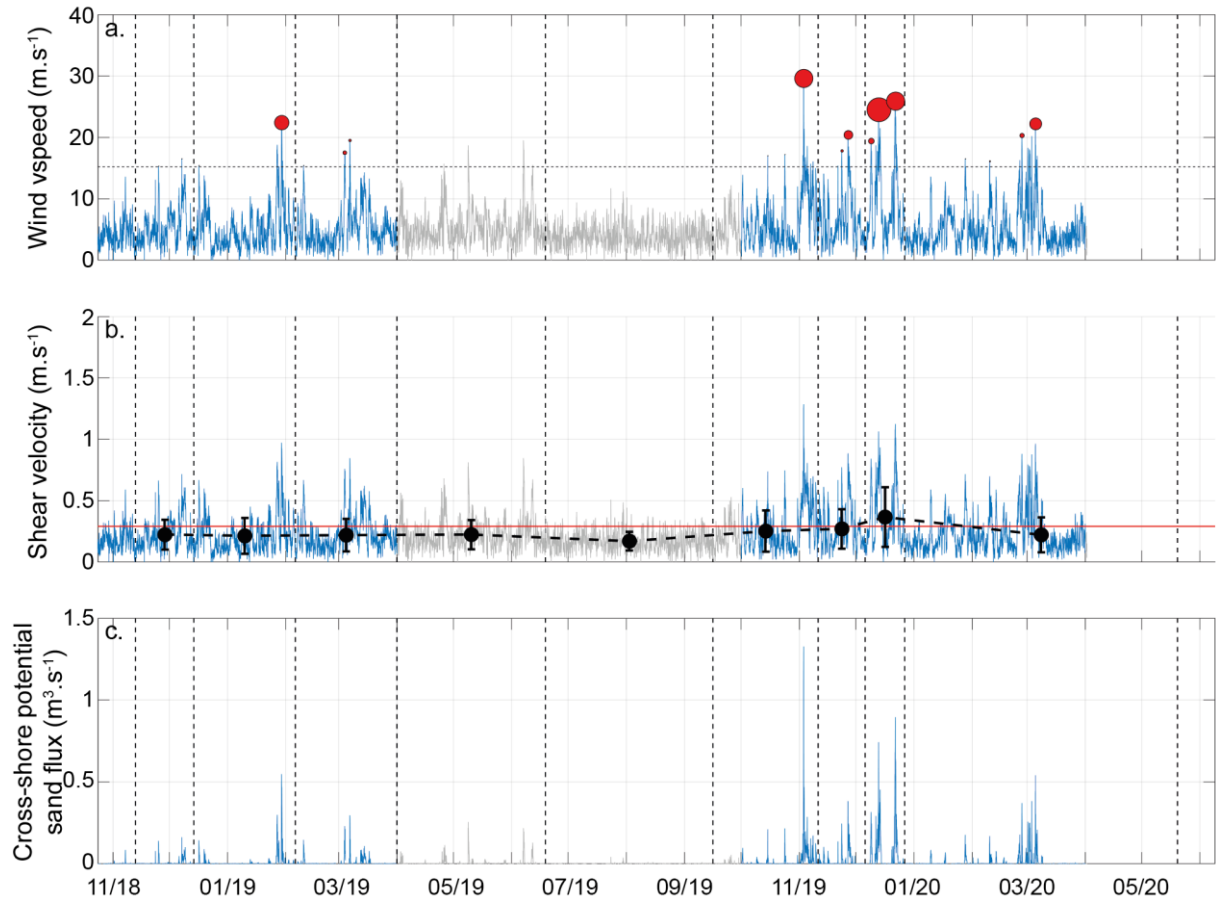 a.
Wind vspeed (m.s⁻¹)
40
30
20
10
0
b.
Shear velocity (m.s⁻¹)
2
1.5
1
0.5
0
c.
Cross-shore potential
sand flux (m³.s⁻¹)
1.5
1
0.5
0
11/18 01/19 03/19 05/19 07/19 09/19 11/19 01/20 03/20 05/20